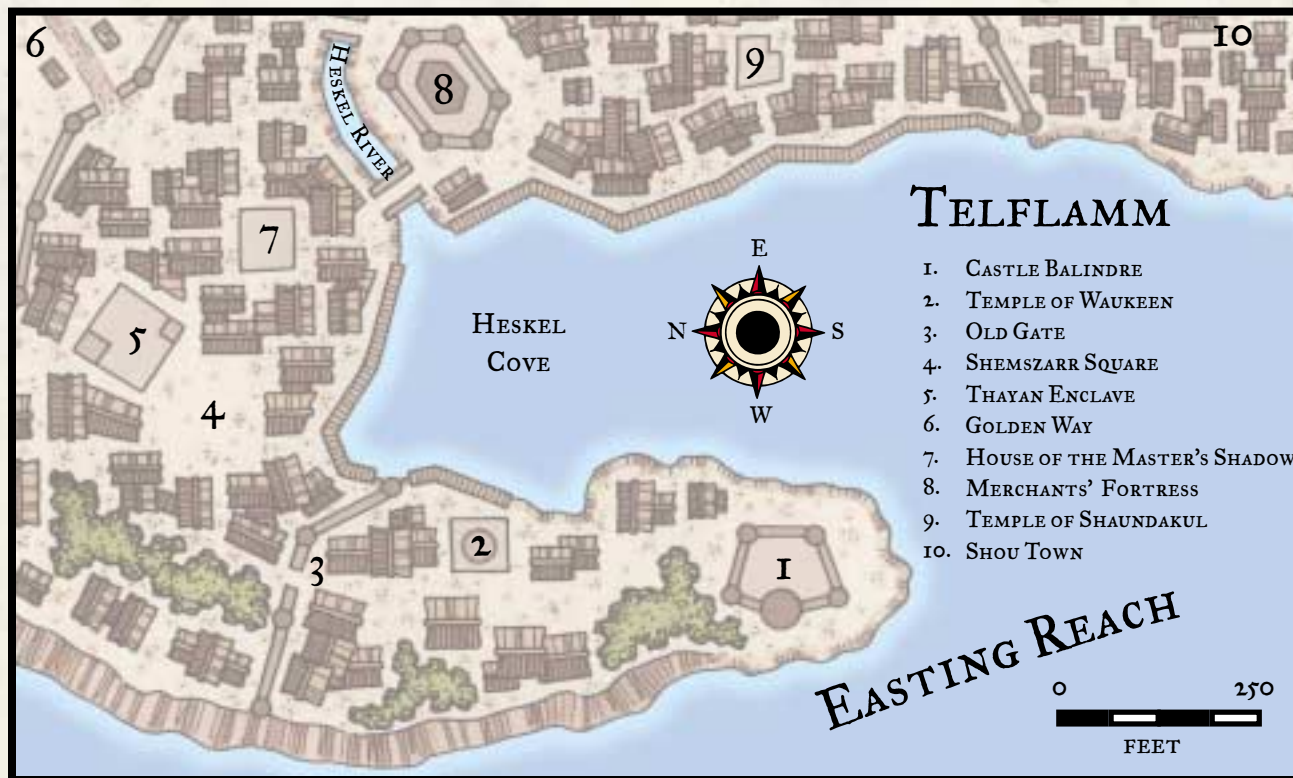 6
10
Heskel River
8
9
7
5
4
3
2
1
Heskel
Cove
E
N
S
W
Telflamm
1. Castle Balindre
2. Temple of Waukeen
3. Old Gate
4. Shemszarr Square
5. Thayan Enclave
6. Golden Way
7. House of the Master's Shadow
8. Merchants' Fortress
9. Temple of Shaundakul
10. Shou Town
Easting Reach
0 250
feet